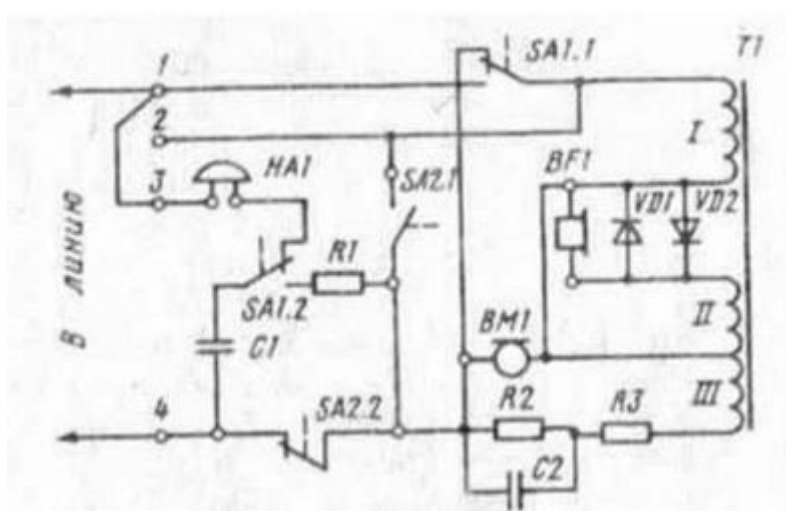 SA1.1
T1
1
2
3
HA1
SA2.1
BF1
I
VD1
VD2
R1
SA1.2
C1
BM1
II
4
SA2.2
R2
R3
III
C2
В линию